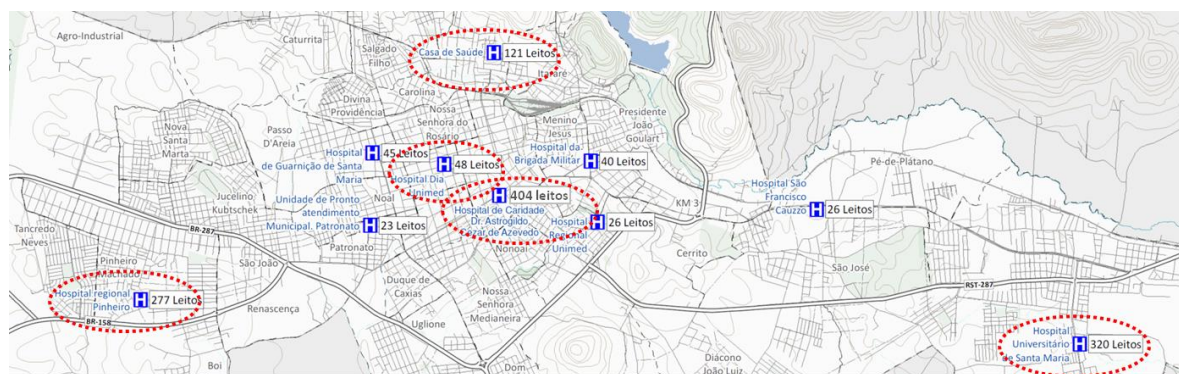 Agro-Industrial
Caturrita
Salgado
Filho
Casa de Saúde
121 Leitos
Itararé
Carolina
Divina
Providência
Nossa
Senhora do
Rosário
Menino
Jesus
Presidente
João
Goulart
Nova
Santa
Marta
Passo
D'Areia
Hospital
de Guarnição de Santa
Maria
45 Leitos
48 Leitos
Hospital Dia
Unimed
Hospital da
Brigada Militar
40 Leitos
Pé-de-Plátano
Jucelino
Kubtschek
Noal
Unidade de Pronto
atendimento
Municipal. Patronato
23 Leitos
404 leitos
Hospital de Caridade
Dr. Astrogildo
Cezar de Azevedo
Hospital
Regional
Unimed
26 Leitos
KM 3
Hospital São
Francisco
Cauzzo
26 Leitos
Tancredo
Neves
BR-287
Patronato
Nonoai
Cerrito
São José
Pinheiro
Machado
São João
Duque de
Caxias
Nossa
Senhora
Medianeira
Hospital regional
Pinheiro
277 Leito
Renascença
BR-158
Uglione
RST-287
Hospital
Universitário
de Santa Maria
320 Leitos
Boi
Dom
Diácono
João Luiz